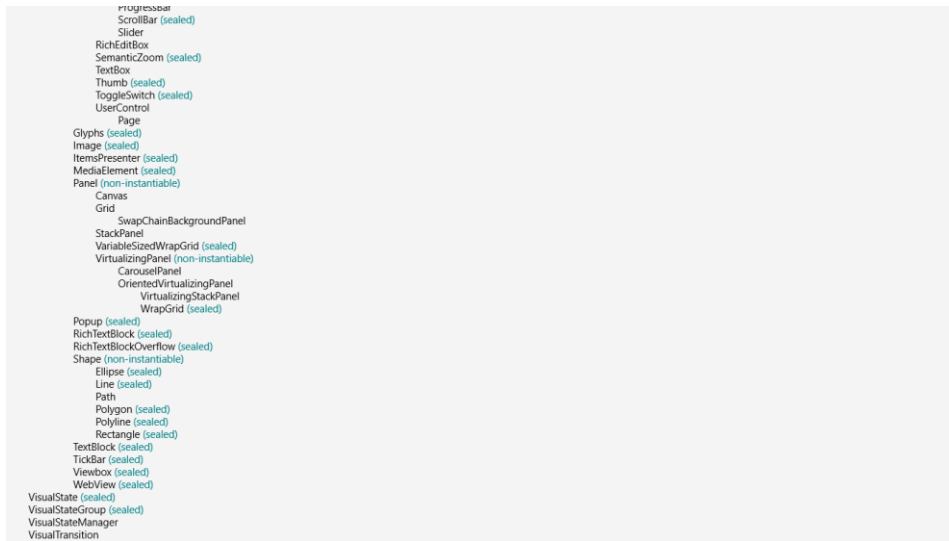 ProgressBar
ScrollBar (sealed)
Slider
RichEditBox
SemanticZoom (sealed)
TextBox
Thumb (sealed)
ToggleSwitch (sealed)
UserControl
Page
Glyphs (sealed)
Image (sealed)
ItemsPresenter (sealed)
MediaElement (sealed)
Panel (non-instantiable)
Canvas
Grid
SwapChainBackgroundPanel
StackPanel
VariableSizedWrapGrid (sealed)
VirtualizingPanel (non-instantiable)
CarouselPanel
OrientedVirtualizingPanel
VirtualizingStackPanel
WrapGrid (sealed)
Popup (sealed)
RichTextBlock (sealed)
RichTextBlockOverflow (sealed)
Shape (non-instantiable)
Ellipse (sealed)
Line (sealed)
Path
Polygon (sealed)
Polyline (sealed)
Rectangle (sealed)
TextBlock (sealed)
TickBar (sealed)
Viewbox (sealed)
WebView (sealed)
VisualState (sealed)
VisualStateGroup (sealed)
VisualStateManager
VisualTransition